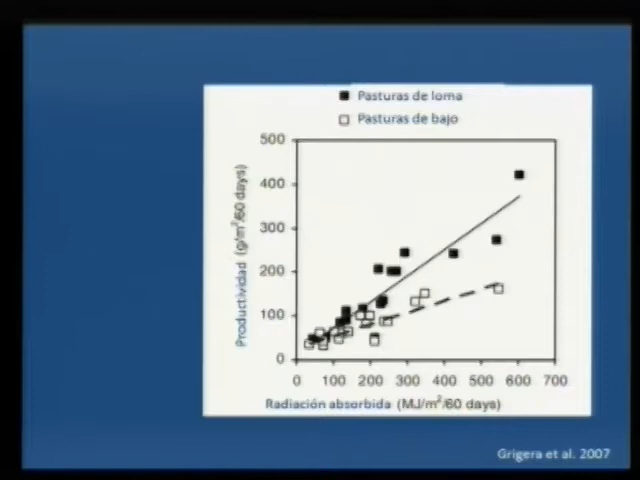 Pasturas de loma
Pasturas de bajo
500
400
300
200
100
0
Productividad (g/m²/60 days)
0 100 200 300 400 500 600 700
Radiación absorbida (MJ/m²/60 days)
Grigera et al. 2007